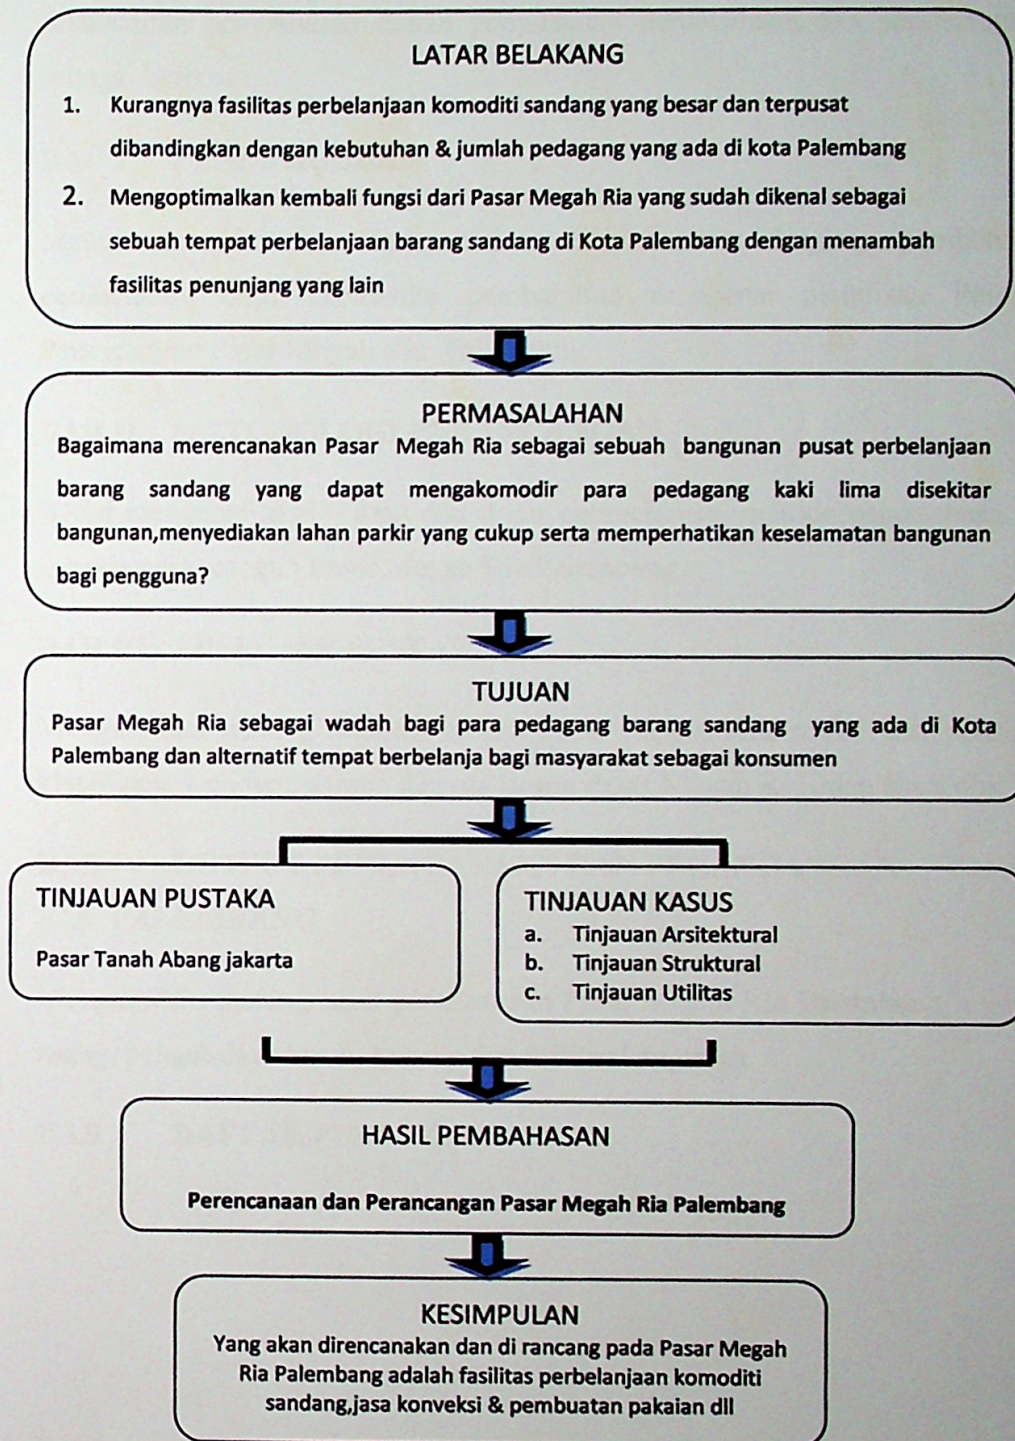 LATAR BELAKANG
1. Kurangnya fasilitas perbelanjaan komoditi sandang yang besar dan terpusat
dibandingkan dengan kebutuhan & jumlah pedagang yang ada di kota Palembang
2. Mengoptimalkan kembali fungsi dari Pasar Megah Ria yang sudah dikenal sebagai
sebuah tempat perbelanjaan barang sandang di Kota Palembang dengan menambah
fasilitas penunjang yang lain
PERMASALAHAN
Bagaimana merencanakan Pasar Megah Ria sebagai sebuah bangunan pusat perbelanjaan
barang sandang yang dapat mengakomodir para pedagang kaki lima disekitar
bangunan,menyediakan lahan parkir yang cukup serta memperhatikan keselamatan bangunan
bagi pengguna?
TUJUAN
Pasar Megah Ria sebagai wadah bagi para pedagang barang sandang yang ada di Kota
Palembang dan alternatif tempat berbelanja bagi masyarakat sebagai konsumen
TINJAUAN PUSTAKA
Pasar Tanah Abang jakarta
TINJAUAN KASUS
a. Tinjauan Arsitektural
b. Tinjauan Struktural
c. Tinjauan Utilitas
HASIL PEMBAHASAN
Perencanaan dan Perancangan Pasar Megah Ria Palembang
KESIMPULAN
Yang akan direncanakan dan di rancang pada Pasar Megah
Ria Palembang adalah fasilitas perbelanjaan komoditi
sandang,jasa konveksi & pembuatan pakaian dll